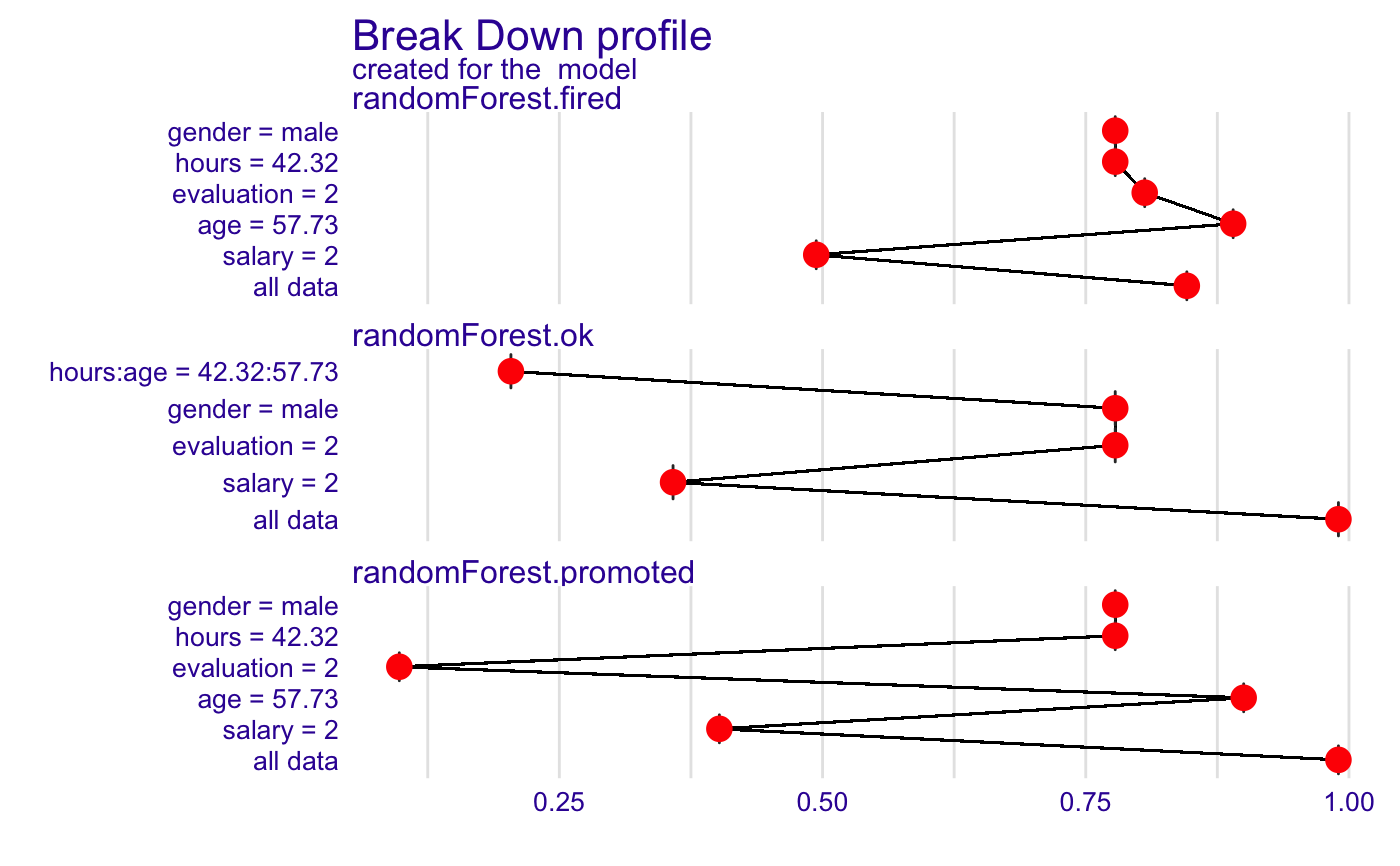 Break Down profile
created for the  model
randomForest.fired
gender = male
hours = 42.32
evaluation = 2
age = 57.73
salary = 2
all data
randomForest.ok
hours:age = 42.32:57.73
gender = male
evaluation = 2
salary = 2
all data
randomForest.promoted
gender = male
hours = 42.32
evaluation = 2
age = 57.73
salary = 2
all data
0.25 0.50 0.75 1.00